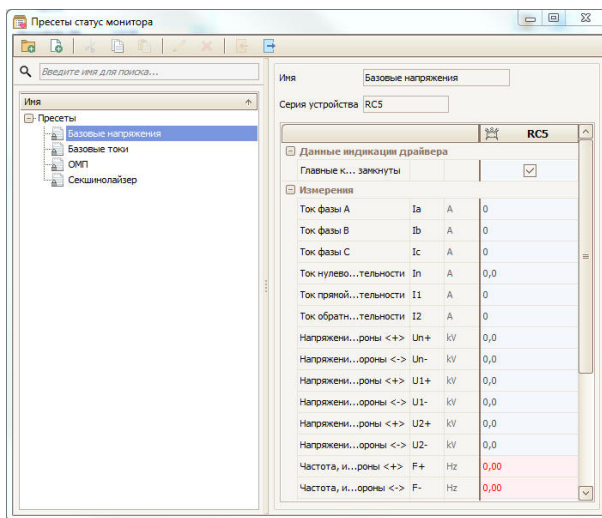 Пресеты статус монитора
Введите имя для поиска...
Имя
Пресеты
Базовые напряжения
Базовые токи
ОМП
Секшинолайзер
Имя Базовые напряжения
Серия устройства RC5
RC5
Данные индикации драйвера
Главные к... замкнуты
Измерения
Ток фазы A Ia A 0
Ток фазы B Ib A 0
Ток фазы C Ic A 0
Ток нулево...тельности In A 0,0
Ток прямой...тельности I1 A 0
Ток обратн...тельности I2 A 0
Напряжени...роны <+> Un+ kV 0,0
Напряжени...ороны <-> Un- kV 0,0
Напряжени...роны <+> U1+ kV 0,0
Напряжени...ороны <-> U1- kV 0,0
Напряжени...роны <+> U2+ kV 0,0
Напряжени...ороны <-> U2- kV 0,0
Частота, и...роны <+> F+ Hz 0,00
Частота, и...ороны <-> F- Hz 0,00